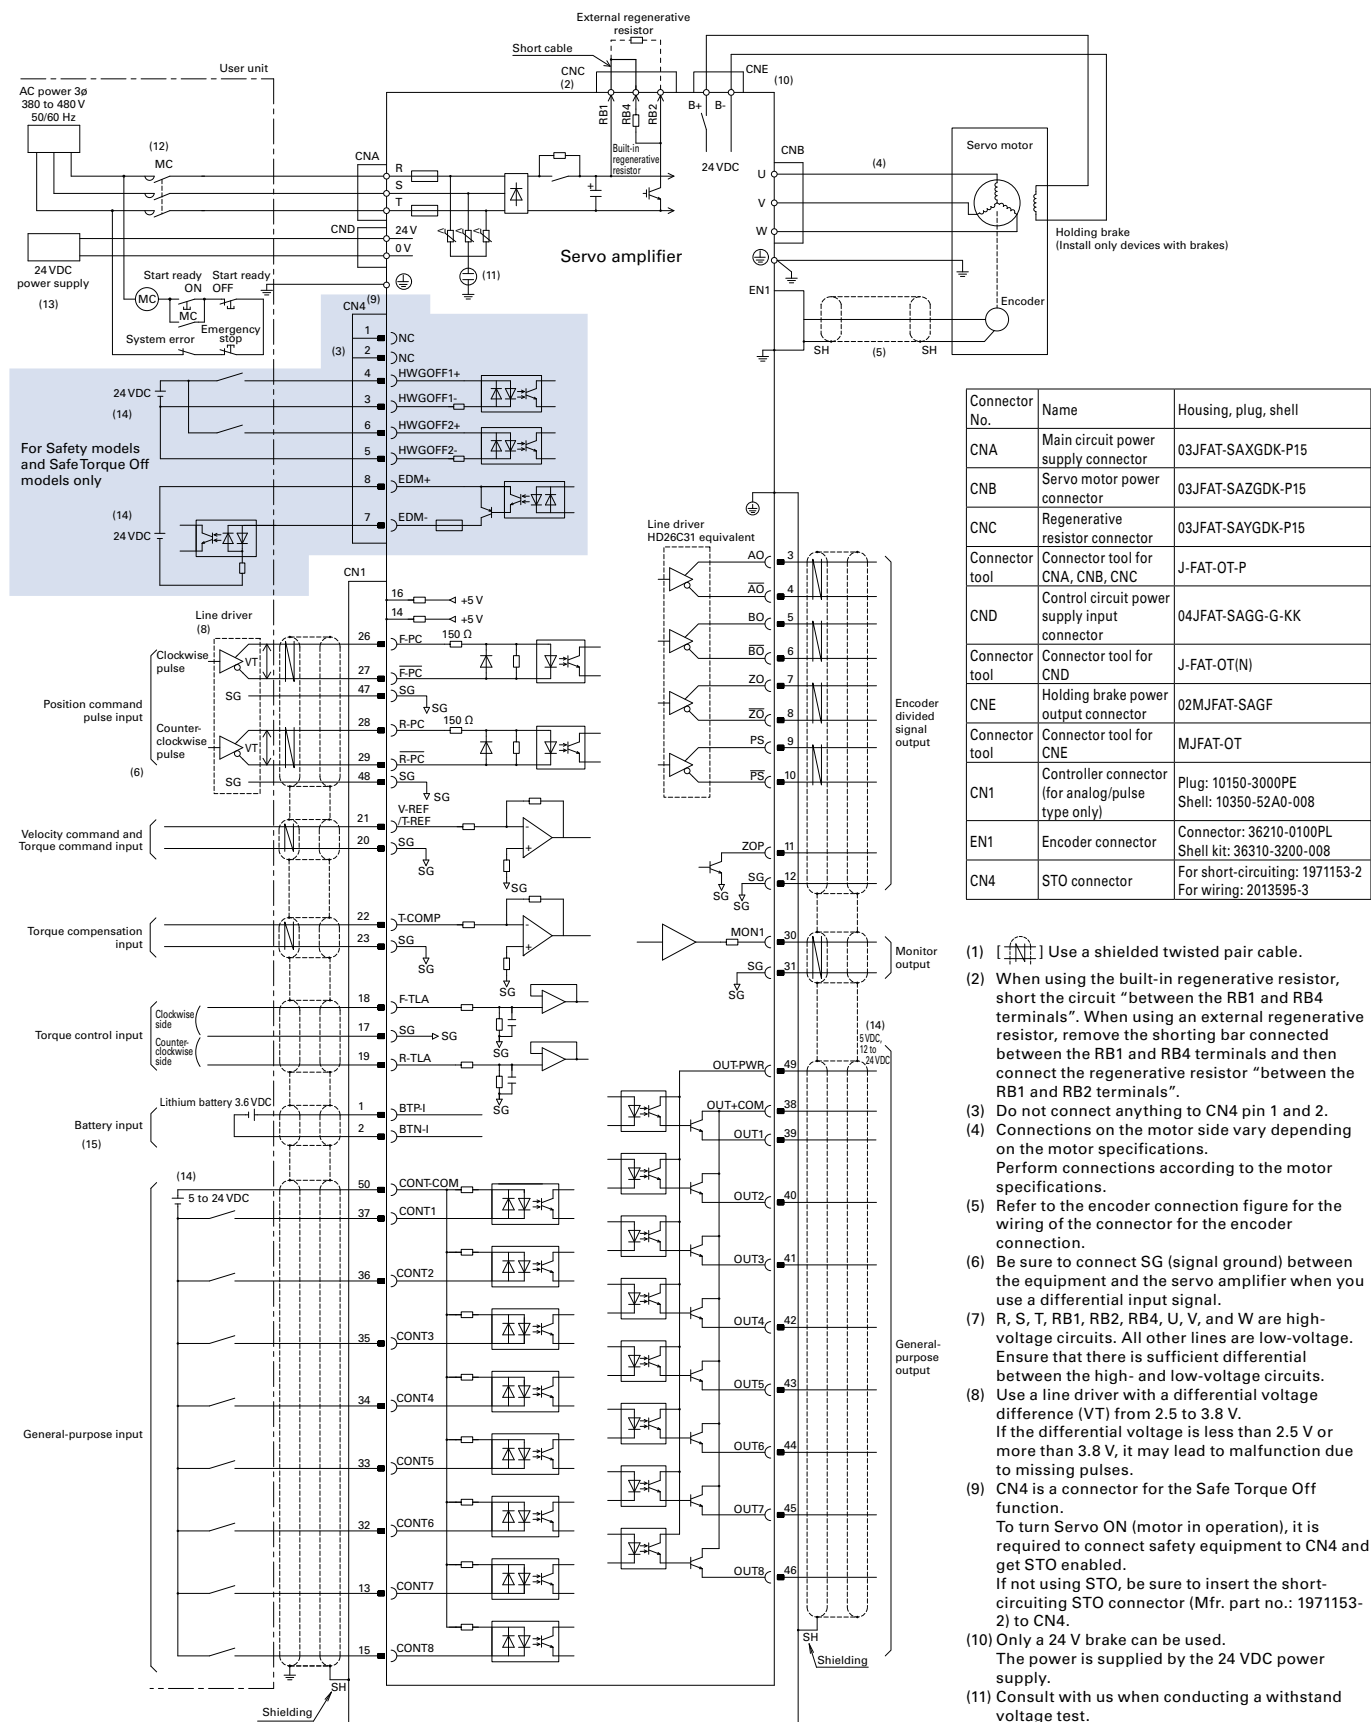 External regenerative
resistor
Short cable
User unit
CNC
(2)
CNE
(10)
AC power 3ø
380 to 480 V
50/60 Hz
RB1
RB4
RB2
B+
B-
Built-in
regenerative
resistor
24 VDC
(12)
MC
CNA
R
S
T
CND
24 V
0 V
Servo amplifier
(11)
CNB
U
V
W
(4)
Servo motor
Holding brake
(Install only devices with brakes)
EN1
Encoder
SH
(5)
SH
24 VDC
power supply
(13)
Start ready
ON
Start ready
OFF
MC
MC
System error
Emergency
stop
CN4
(9)
(3)
1
NC
2
NC
4
HWGOFF1+
3
HWGOFF1-
6
HWGOFF2+
5
HWGOFF2-
8
EDM+
7
EDM-
24 VDC
(14)
For Safety models
and Safe Torque Off
models only
(14)
24 VDC
CN1
16
+5 V
14
+5 V
Line driver
(8)
Position command
pulse input
(6)
Clockwise
pulse
VT
SG
Counter-
clockwise
pulse
VT
SG
26
F-PC
150 Ω
27
F-PC
47
SG
SG
28
R-PC
150 Ω
29
R-PC
48
SG
SG
Velocity command and
Torque command input
21
V-REF
/T-REF
20
SG
SG
SG
Torque compensation
input
22
T-COMP
23
SG
SG
SG
Torque control input
Clockwise
side
Counter-
clockwise
side
18
F-TLA
17
SG
SG
SG
19
R-TLA
SG
Battery input
(15)
Lithium battery 3.6 VDC
1
BTP-I
2
BTN-I
General-purpose input
(14)
5 to 24 VDC
50
CONT-COM
37
CONT1
36
CONT2
35
CONT3
34
CONT4
33
CONT5
32
CONT6
13
CONT7
15
CONT8
SH
Shielding
Line driver
HD26C31 equivalent
AO
3
AO
4
BO
5
BO
6
ZO
7
ZO
8
PS
9
PS
10
ZOP
11
SG
SG
12
SG
Encoder
divided
signal
output
MON1
30
SG
31
SG
Monitor
output
(14)
5 VDC,
12 to
24 VDC
OUT-PWR
49
OUT+COM
38
OUT1
39
OUT2
40
OUT3
41
OUT4
42
OUT5
43
OUT6
44
OUT7
45
OUT8
46
General-
purpose
output
SH
Shielding
Connector No. Name Housing, plug, shell
CNA Main circuit power supply connector 03JFAT-SAXGDK-P15
CNB Servo motor power connector 03JFAT-SAZGDK-P15
CNC Regenerative resistor connector 03JFAT-SAYGDK-P15
Connector tool Connector tool for CNA, CNB, CNC J-FAT-OT-P
CND Control circuit power supply input connector 04JFAT-SAGG-G-KK
Connector tool Connector tool for CND J-FAT-OT(N)
CNE Holding brake power output connector 02MJFAT-SAGF
Connector tool Connector tool for CNE MJFAT-OT
CN1 Controller connector (for analog/pulse type only) Plug: 10150-3000PE Shell: 10350-52A0-008
EN1 Encoder connector Connector: 36210-0100PL Shell kit: 36310-3200-008
CN4 STO connector For short-circuiting: 1971153-2 For wiring: 2013595-3
(1) [ ] Use a shielded twisted pair cable.
(2) When using the built-in regenerative resistor,
short the circuit “between the RB1 and RB4
terminals”. When using an external regenerative
resistor, remove the shorting bar connected
between the RB1 and RB4 terminals and then
connect the regenerative resistor “between the
RB1 and RB2 terminals”.
(3) Do not connect anything to CN4 pin 1 and 2.
(4) Connections on the motor side vary depending
on the motor specifications.
Perform connections according to the motor
specifications.
(5) Refer to the encoder connection figure for the
wiring of the connector for the encoder
connection.
(6) Be sure to connect SG (signal ground) between
the equipment and the servo amplifier when you
use a differential input signal.
(7) R, S, T, RB1, RB2, RB4, U, V, and W are high-
voltage circuits. All other lines are low-voltage.
Ensure that there is sufficient differential
between the high- and low-voltage circuits.
(8) Use a line driver with a differential voltage
difference (VT) from 2.5 to 3.8 V.
If the differential voltage is less than 2.5 V or
more than 3.8 V, it may lead to malfunction due
to missing pulses.
(9) CN4 is a connector for the Safe Torque Off
function.
To turn Servo ON (motor in operation), it is
required to connect safety equipment to CN4 and
get STO enabled.
If not using STO, be sure to insert the short-
circuiting STO connector (Mfr. part no.: 1971153-
2) to CN4.
(10) Only a 24 V brake can be used.
The power is supplied by the 24 VDC power
supply.
(11) Consult with us when conducting a withstand
voltage test.